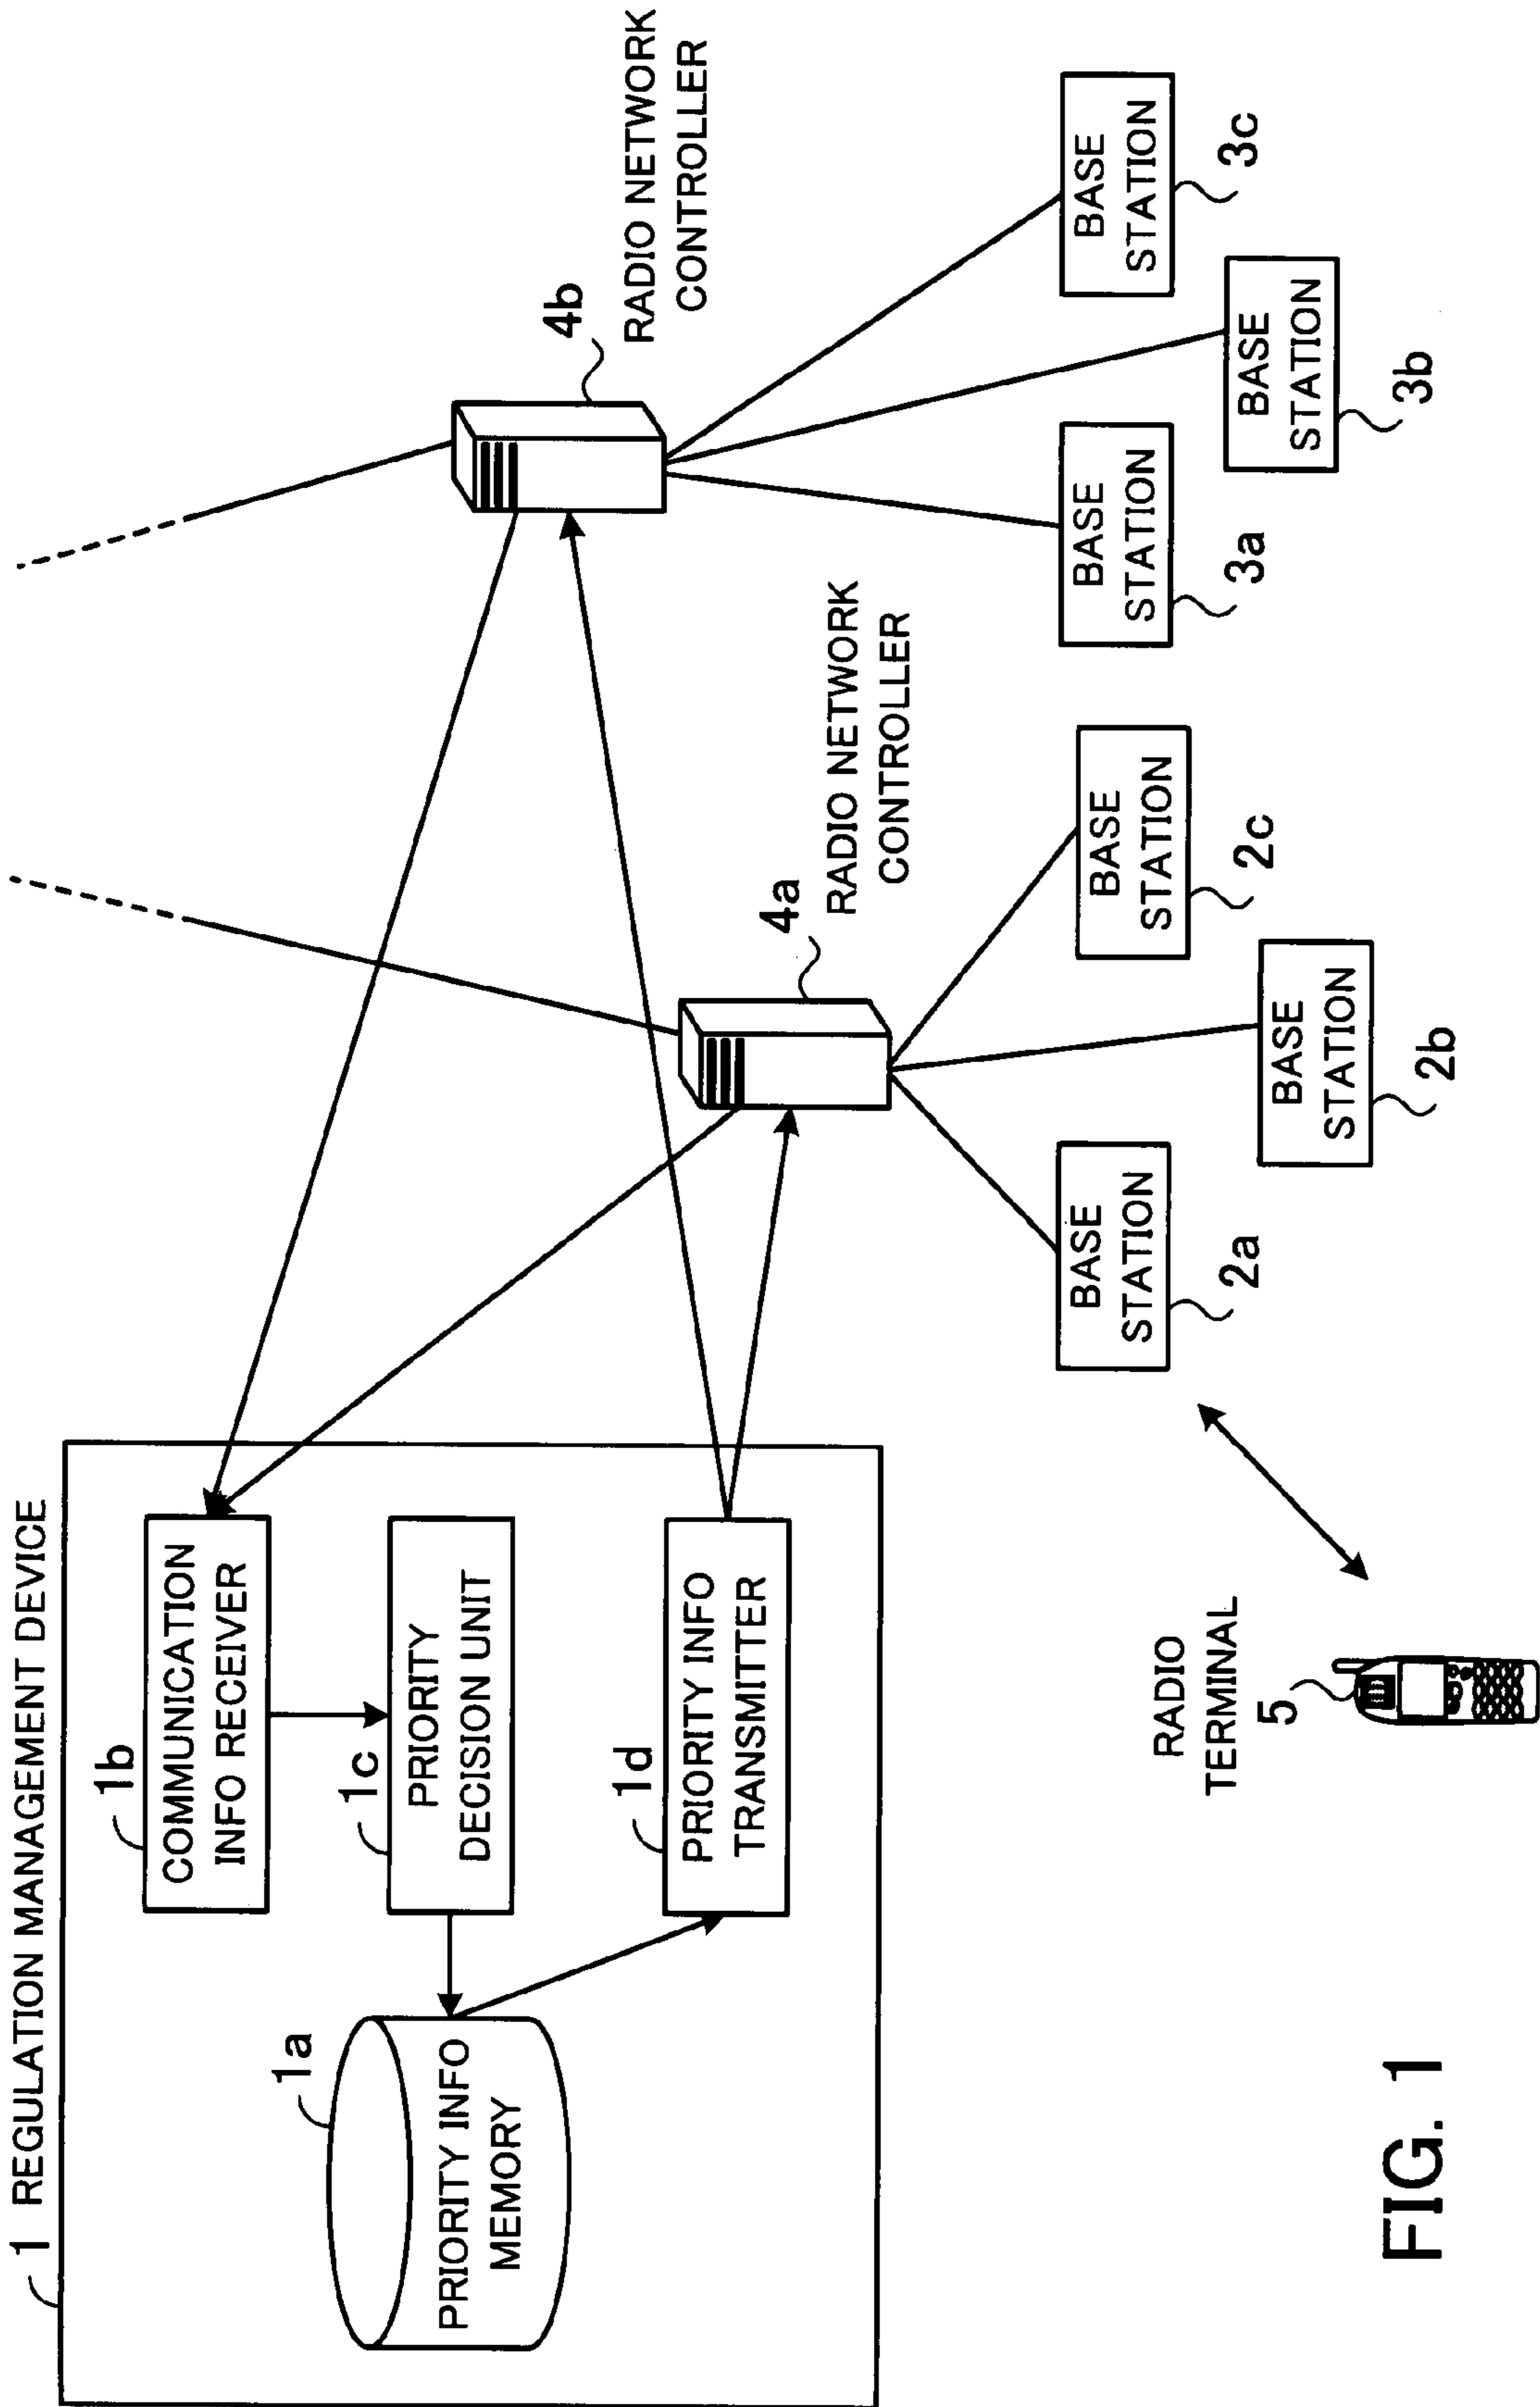 1 REGULATION MANAGEMENT DEVICE
1b
COMMUNICATION
INFO RECEIVER
1a
PRIORITY INFO
MEMORY
1c
PRIORITY
DECISION UNIT
1d
PRIORITY INFO
TRANSMITTER
4b
RADIO NETWORK
CONTROLLER
4a
RADIO NETWORK
CONTROLLER
BASE
STATION
2a
BASE
STATION
2b
BASE
STATION
2c
BASE
STATION
3a
BASE
STATION
3b
BASE
STATION
3c
RADIO
TERMINAL
5
FIG. 1